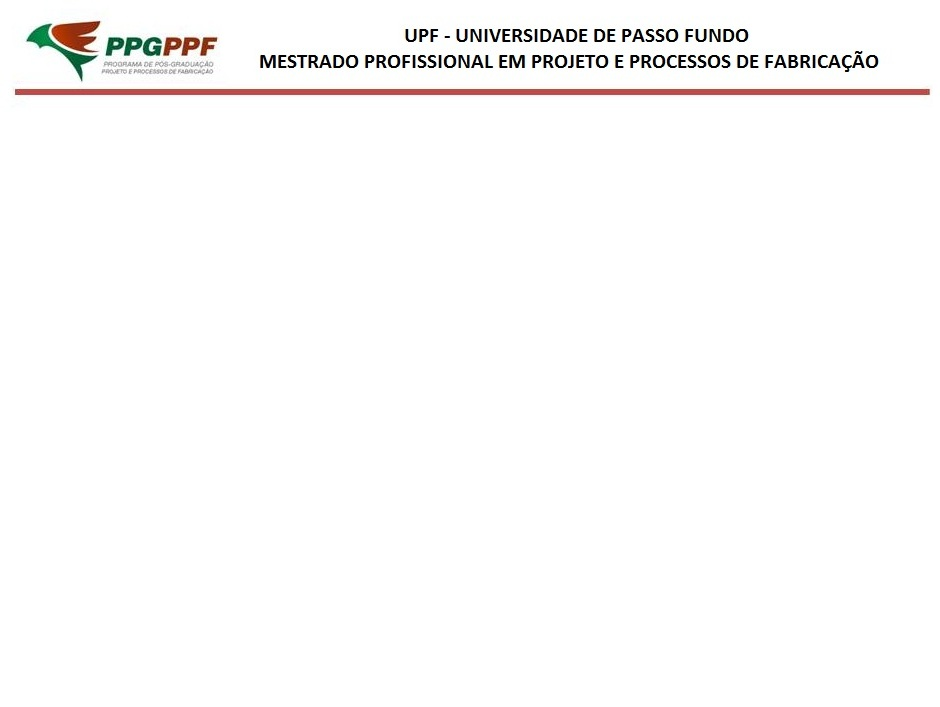 PPGPPF
PROGRAMA DE PÓS-GRADUAÇÃO
PROJETO E PROCESSOS DE FABRICAÇÃO
UPF - UNIVERSIDADE DE PASSO FUNDO
MESTRADO PROFISSIONAL EM PROJETO E PROCESSOS DE FABRICAÇÃO